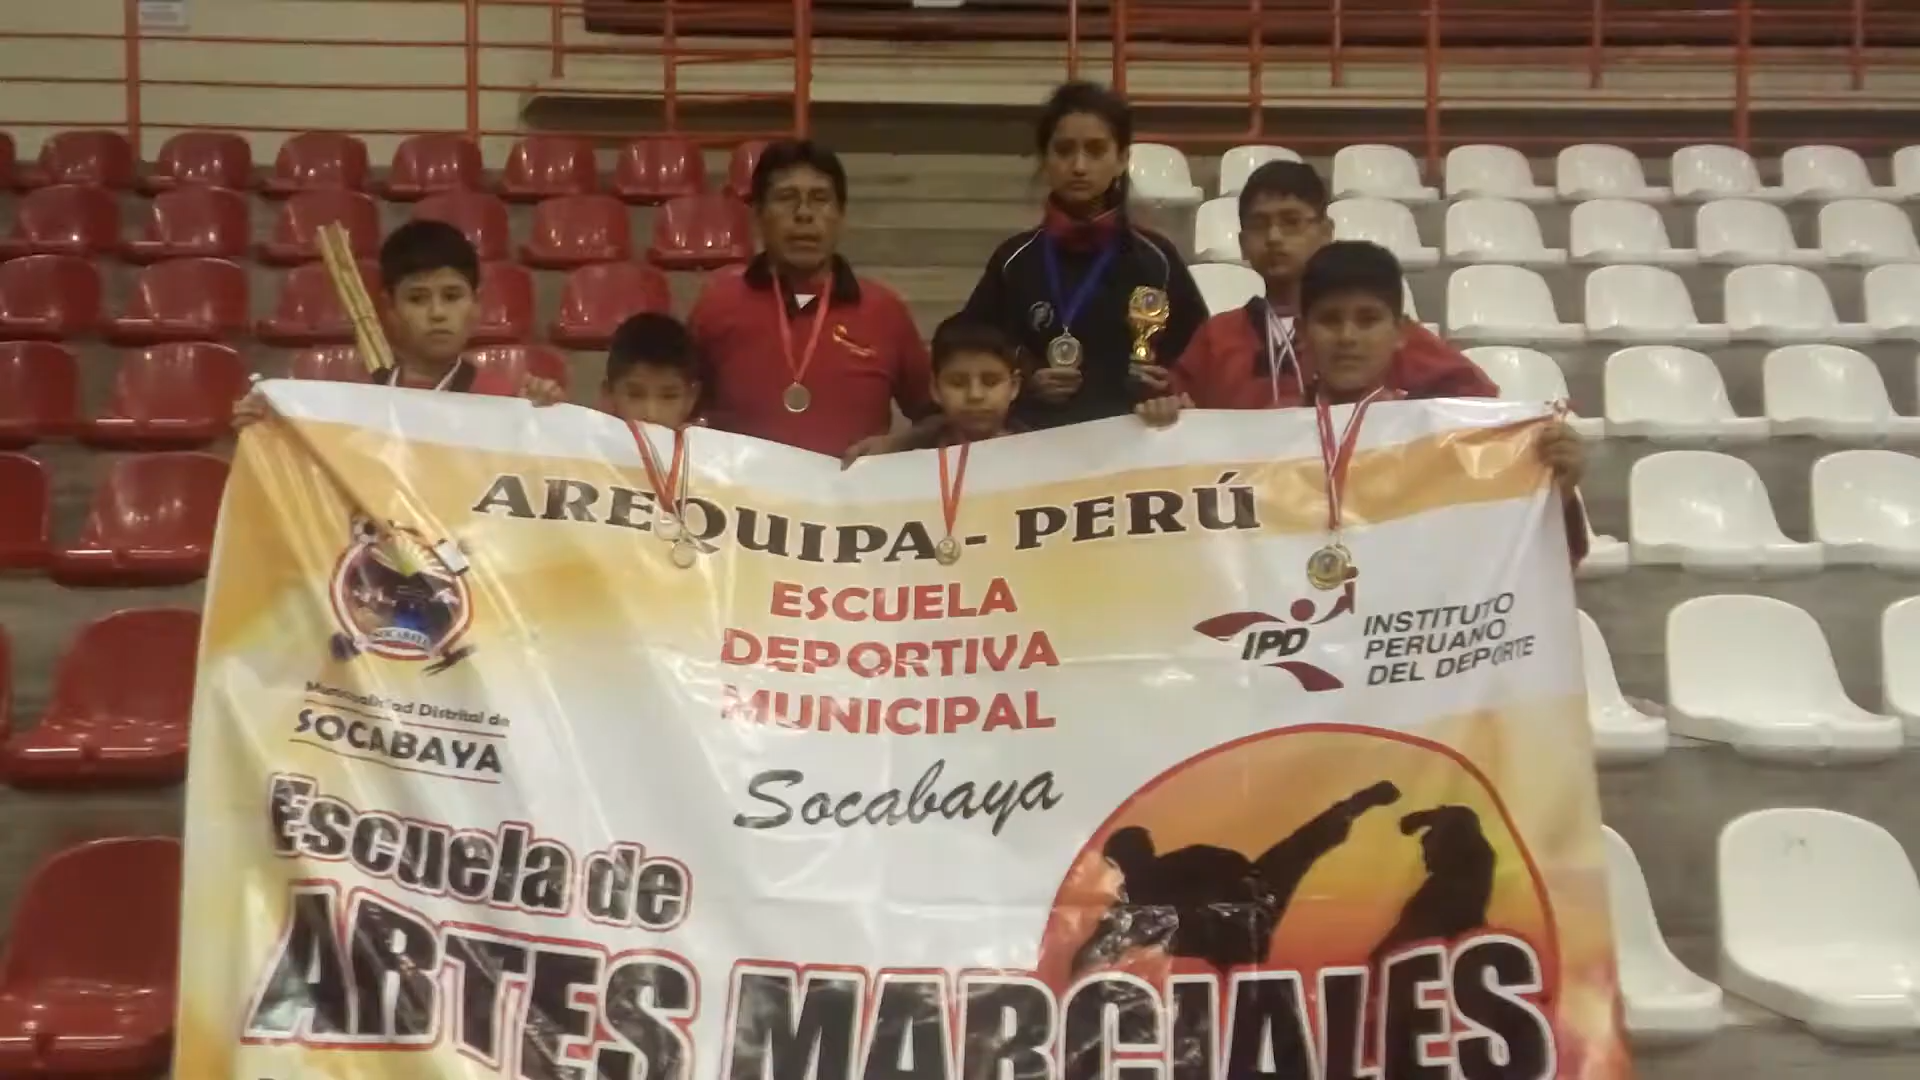 AREQUIPA - PERÚ
ESCUELA
DEPORTIVA
MUNICIPAL
Socabaya
SOCABAYA
Municipalidad Distrital de
SOCABAYA
IPD
INSTITUTO
PERUANO
DEL DEPORTE
Escuela de
ARTES MARCIALES